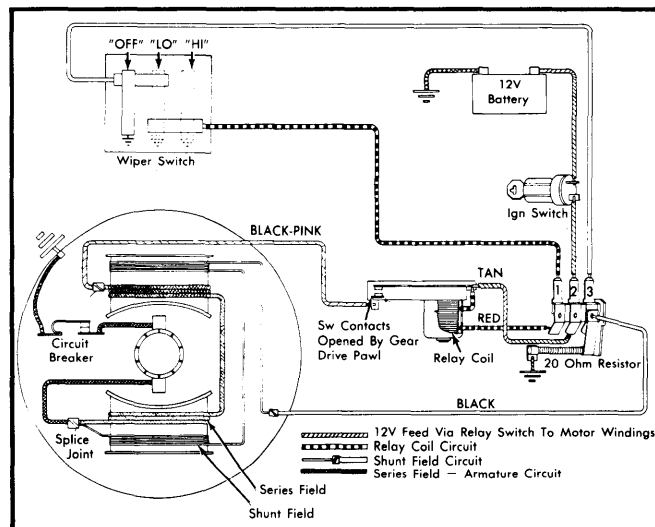 "OFF" "LO" "HI"
12V
Battery
Wiper Switch
Ign Switch
BLACK-PINK
TAN
1 2 3
Sw Contacts
Opened By Gear
Drive Pawl
RED
Relay Coil
20 Ohm Resistor
Circuit
Breaker
BLACK
Splice
Joint
12V Feed Via Relay Switch To Motor Windings
Relay Coil Circuit
Shunt Field Circuit
Series Field — Armature Circuit
Series Field
Shunt Field